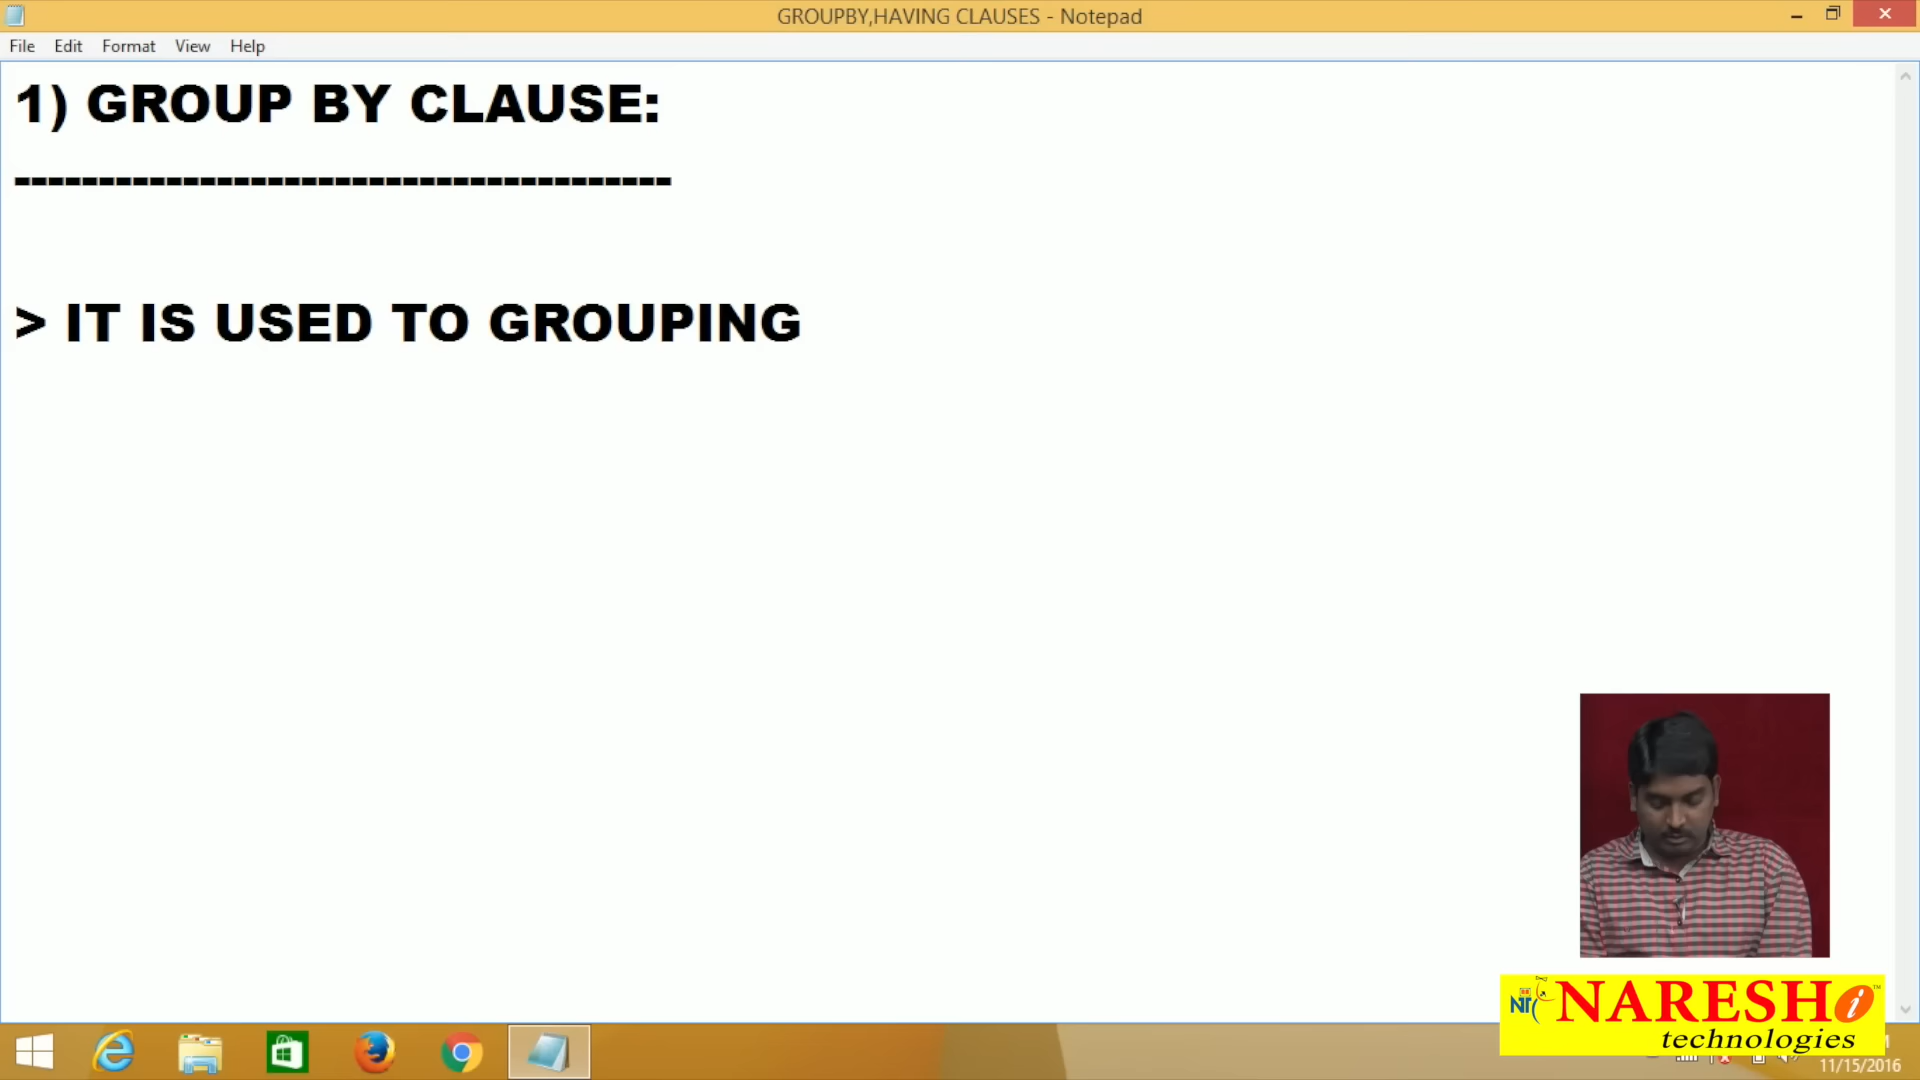 GROUPBY,HAVING CLAUSES - Notepad
File Edit Format View Help
1) GROUP BY CLAUSE:
---------------------------------------
> IT IS USED TO GROUPING
NARESH i ™
technologies
11/15/2016